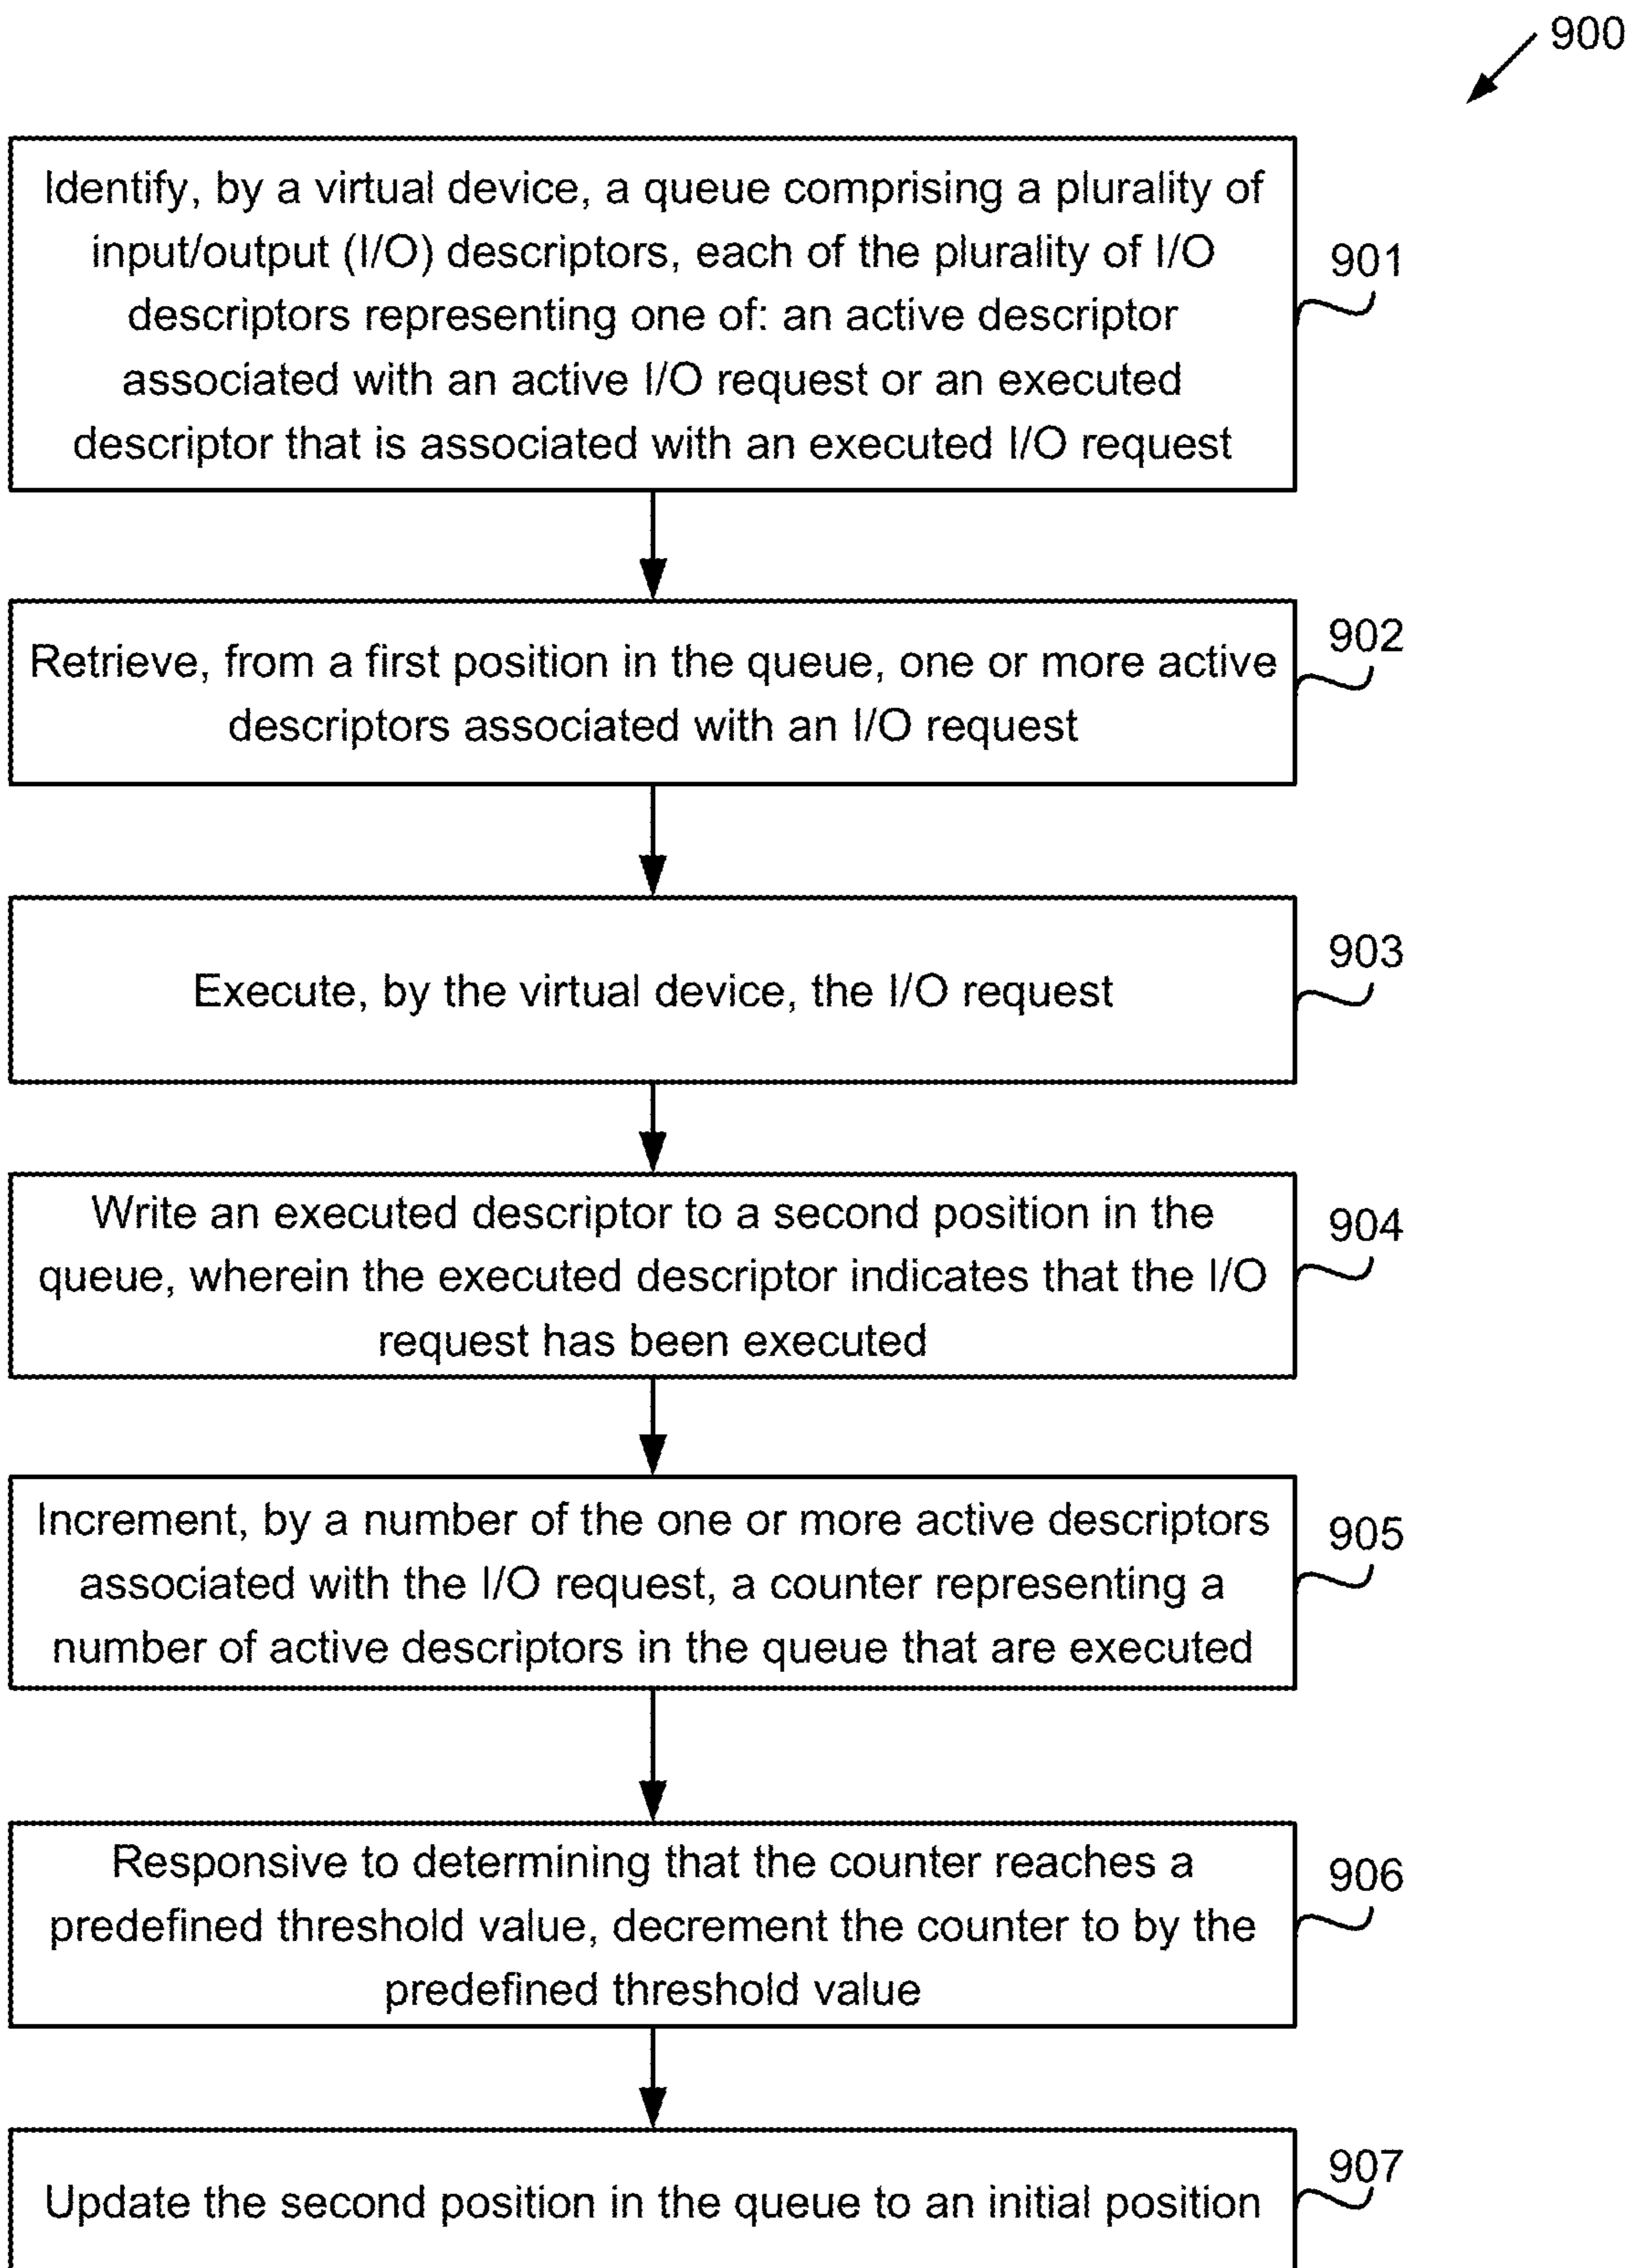 900
Identify, by a virtual device, a queue comprising a plurality of
input/output (I/O) descriptors, each of the plurality of I/O
descriptors representing one of: an active descriptor
associated with an active I/O request or an executed
descriptor that is associated with an executed I/O request
901
Retrieve, from a first position in the queue, one or more active
descriptors associated with an I/O request
902
Execute, by the virtual device, the I/O request
903
Write an executed descriptor to a second position in the
queue, wherein the executed descriptor indicates that the I/O
request has been executed
904
Increment, by a number of the one or more active descriptors
associated with the I/O request, a counter representing a
number of active descriptors in the queue that are executed
905
Responsive to determining that the counter reaches a
predefined threshold value, decrement the counter to by the
predefined threshold value
906
Update the second position in the queue to an initial position
907